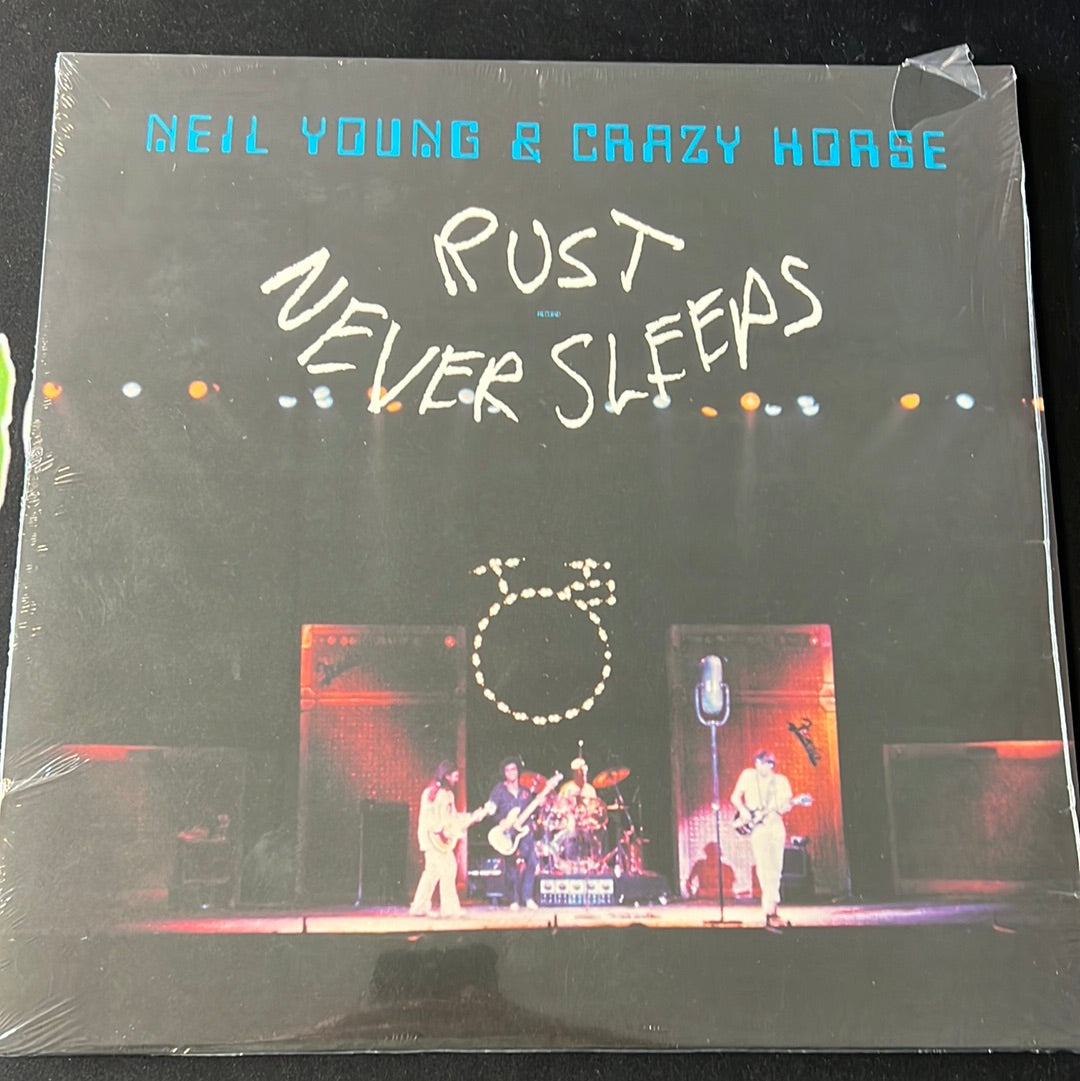 NEIL YOUNG & CRAZY HORSE
RUST
NEVER SLEEPS